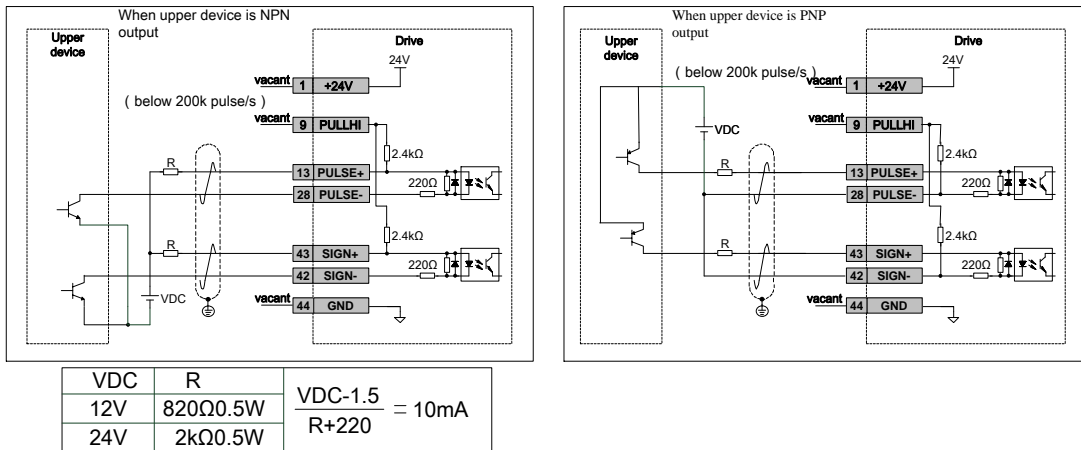 When upper device is NPN
output
Upper
device
Drive
24V
vacant
1 +24V
( below 200k pulse/s )
vacant
9 PULLHI
2.4kΩ
R
13 PULSE+
220Ω
28 PULSE-
2.4kΩ
R
43 SIGN+
220Ω
42 SIGN-
VDC
vacant
44 GND
When upper device is PNP
output
Upper
device
Drive
24V
( below 200k pulse/s )
vacant
1 +24V
vacant
9 PULLHI
VDC
2.4kΩ
R
13 PULSE+
220Ω
28 PULSE-
2.4kΩ
R
43 SIGN+
220Ω
42 SIGN-
vacant
44 GND
VDC R
12V 820Ω0.5W
24V 2kΩ0.5W
VDC-1.5
R+220
= 10mA